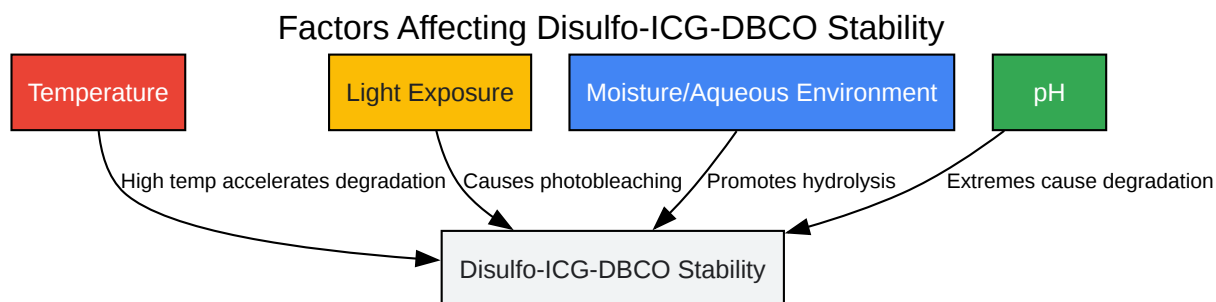 Factors Affecting Disulfo-ICG-DBCO Stability
Temperature
Light Exposure
Moisture/Aqueous Environment
pH
High temp accelerates degradation
Causes photobleaching
Promotes hydrolysis
Extremes cause degradation
Disulfo-ICG-DBCO Stability